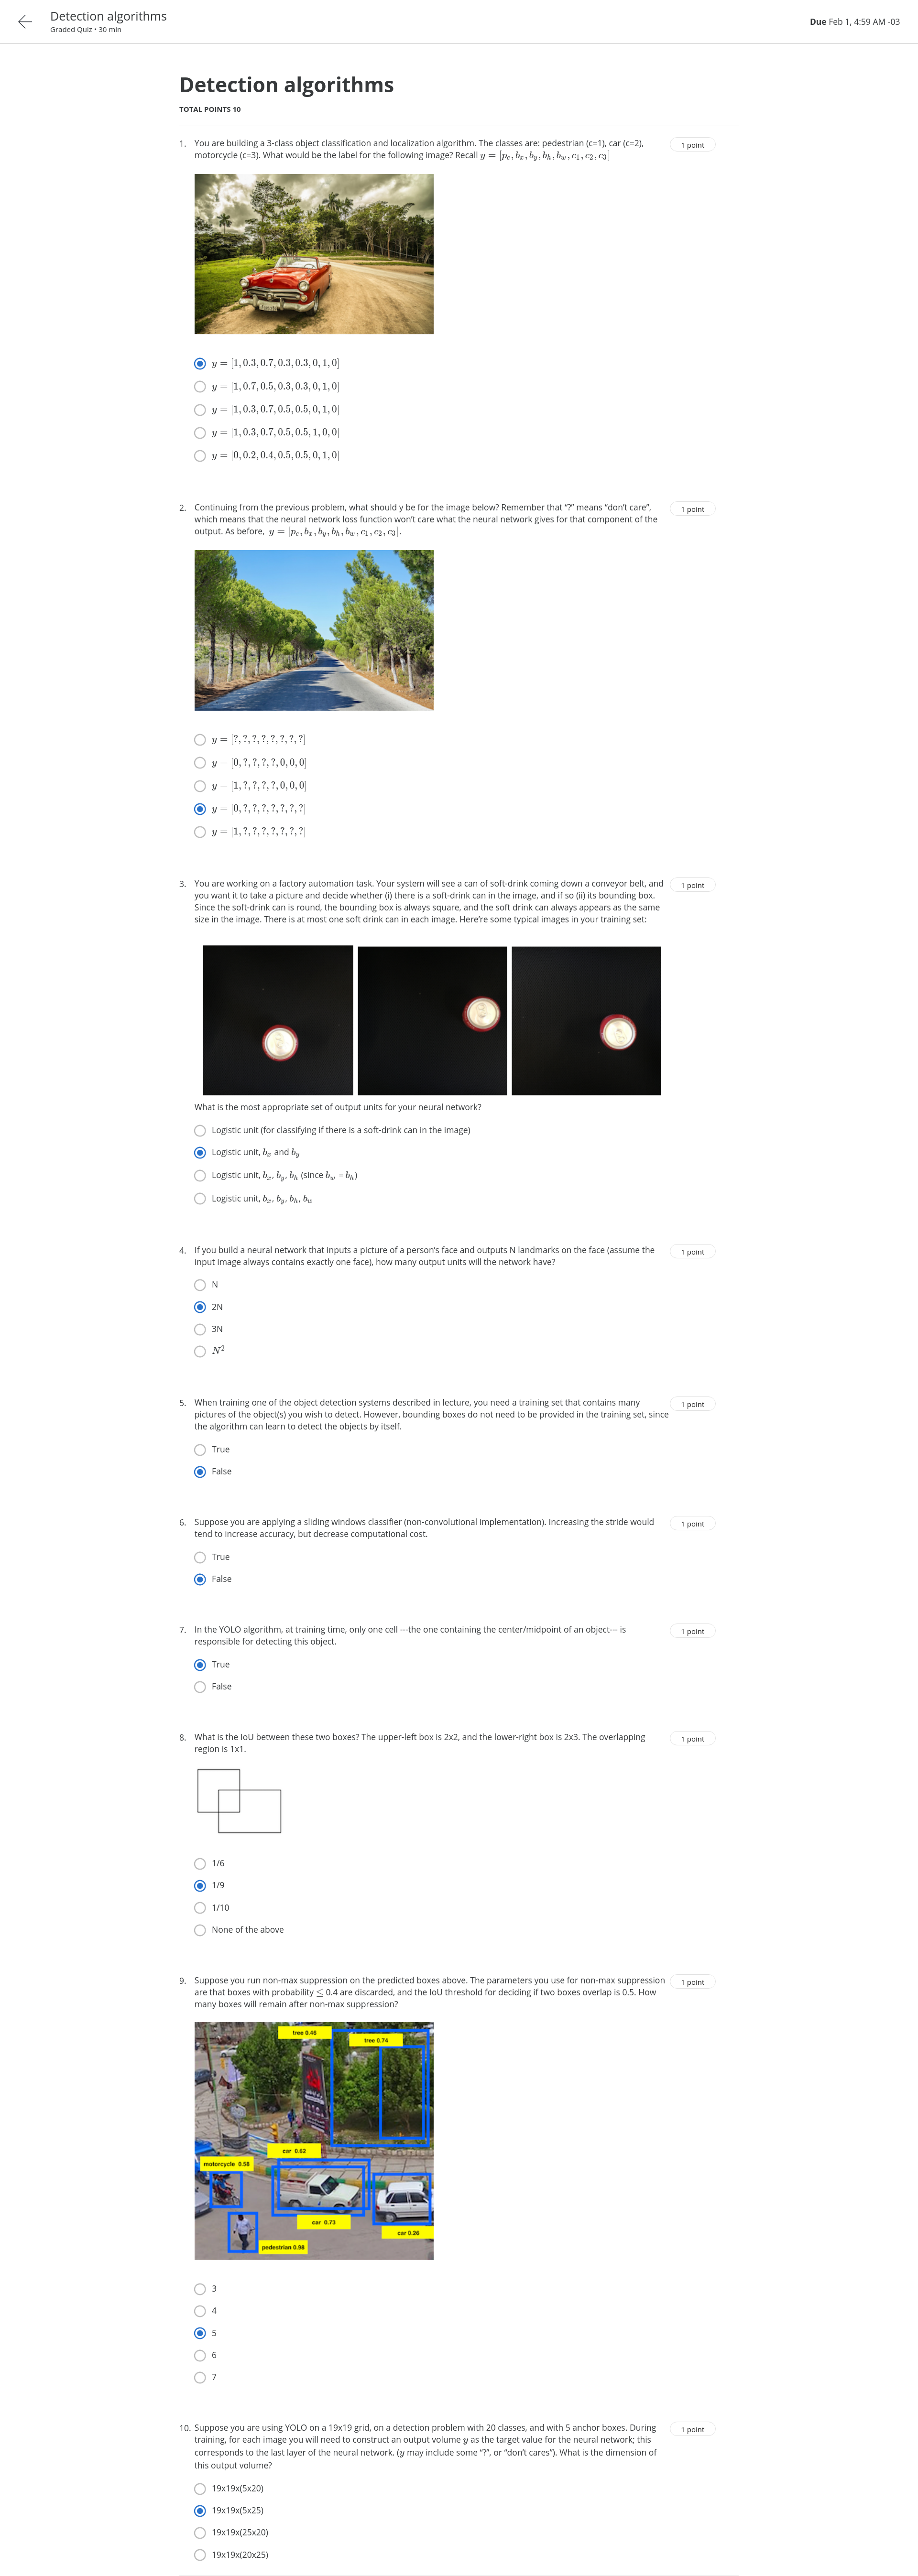 Detection algorithms
Graded Quiz • 30 min
Due Feb 1, 4:59 AM -03
Detection algorithms
TOTAL POINTS 10
1. You are building a 3-class object classification and localization algorithm. The classes are: pedestrian (c=1), car (c=2),
motorcycle (c=3). What would be the label for the following image? Recall y = [p_c, b_x, b_y, b_h, b_w, c_1, c_2, c_3]
1 point
y = [1, 0.3, 0.7, 0.3, 0.3, 0, 1, 0]
y = [1, 0.7, 0.5, 0.3, 0.3, 0, 1, 0]
y = [1, 0.3, 0.7, 0.5, 0.5, 0, 1, 0]
y = [1, 0.3, 0.7, 0.5, 0.5, 1, 0, 0]
y = [0, 0.2, 0.4, 0.5, 0.5, 0, 1, 0]
2. Continuing from the previous problem, what should y be for the image below? Remember that “?” means “don’t care”,
which means that the neural network loss function won’t care what the neural network gives for that component of the
output. As before, y = [p_c, b_x, b_y, b_h, b_w, c_1, c_2, c_3].
1 point
y = [?, ?, ?, ?, ?, ?, ?, ?]
y = [0, ?, ?, ?, ?, 0, 0, 0]
y = [1, ?, ?, ?, ?, 0, 0, 0]
y = [0, ?, ?, ?, ?, ?, ?, ?]
y = [1, ?, ?, ?, ?, ?, ?, ?]
3. You are working on a factory automation task. Your system will see a can of soft-drink coming down a conveyor belt, and
you want it to take a picture and decide whether (i) there is a soft-drink can in the image, and if so (ii) its bounding box.
Since the soft-drink can is round, the bounding box is always square, and the soft drink can always appears as the same
size in the image. There is at most one soft drink can in each image. Here’re some typical images in your training set:
1 point
What is the most appropriate set of output units for your neural network?
Logistic unit (for classifying if there is a soft-drink can in the image)
Logistic unit, b_x and b_y
Logistic unit, b_x, b_y, b_h (since b_w = b_h)
Logistic unit, b_x, b_y, b_h, b_w
4. If you build a neural network that inputs a picture of a person’s face and outputs N landmarks on the face (assume the
input image always contains exactly one face), how many output units will the network have?
1 point
N
2N
3N
N²
5. When training one of the object detection systems described in lecture, you need a training set that contains many
pictures of the object(s) you wish to detect. However, bounding boxes do not need to be provided in the training set, since
the algorithm can learn to detect the objects by itself.
1 point
True
False
6. Suppose you are applying a sliding windows classifier (non-convolutional implementation). Increasing the stride would
tend to increase accuracy, but decrease computational cost.
1 point
True
False
7. In the YOLO algorithm, at training time, only one cell ---the one containing the center/midpoint of an object--- is
responsible for detecting this object.
1 point
True
False
8. What is the IoU between these two boxes? The upper-left box is 2x2, and the lower-right box is 2x3. The overlapping
region is 1x1.
1 point
1/6
1/9
1/10
None of the above
9. Suppose you run non-max suppression on the predicted boxes above. The parameters you use for non-max suppression
are that boxes with probability ≤ 0.4 are discarded, and the IoU threshold for deciding if two boxes overlap is 0.5. How
many boxes will remain after non-max suppression?
1 point
tree 0.46
tree 0.74
car 0.62
motorcycle 0.58
car 0.73
car 0.26
pedestrian 0.98
3
4
5
6
7
10. Suppose you are using YOLO on a 19x19 grid, on a detection problem with 20 classes, and with 5 anchor boxes. During
training, for each image you will need to construct an output volume y as the target value for the neural network; this
corresponds to the last layer of the neural network. (y may include some “?”, or “don’t cares”). What is the dimension of
this output volume?
1 point
19x19x(5x20)
19x19x(5x25)
19x19x(25x20)
19x19x(20x25)